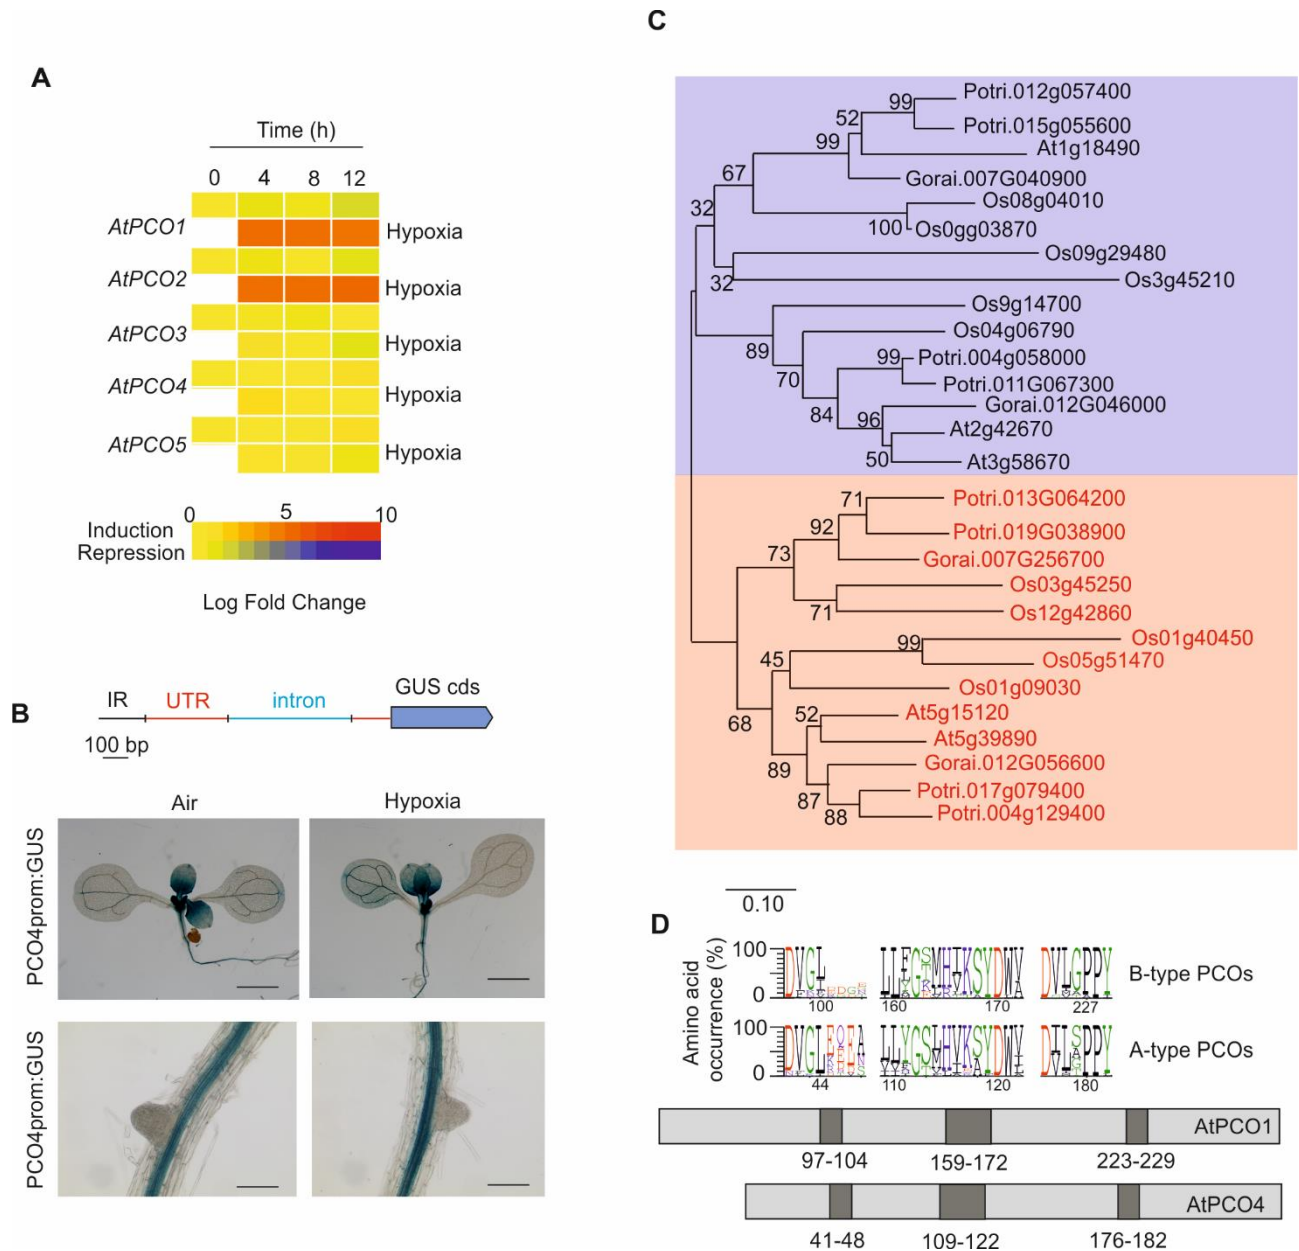 A
Time (h)
0 4 8 12
AtPCO1 Hypoxia
AtPCO2 Hypoxia
AtPCO3 Hypoxia
AtPCO4 Hypoxia
AtPCO5 Hypoxia
0 5 10
Induction
Repression
Log Fold Change
B
IR UTR intron GUS cds
100 bp
Air Hypoxia
PCO4prom:GUS
PCO4prom:GUS
C
Potri.012g057400
99
52
Potri.015g055600
99
At1g18490
67
Gorai.007G040900
32
Os08g04010
100
Os0gg03870
Os09g29480
32
Os3g45210
Os9g14700
89
Os04g06790
70
99
Potri.004g058000
Potri.011G067300
84
Gorai.012G046000
96
At2g42670
50
At3g58670
71
Potri.013G064200
92
Potri.019G038900
73
Gorai.007G256700
Os03g45250
71
Os12g42860
99
Os01g40450
45
Os05g51470
Os01g09030
68
52
At5g15120
At5g39890
89
Gorai.012G056600
87
Potri.017g079400
88
Potri.004g129400
0.10
D
Amino acid
occurrence (%)
100
0
DVGL
100 160 170 227
B-type PCOs
100
0
44 110 120 180
A-type PCOs
AtPCO1
97-104 159-172 223-229
AtPCO4
41-48 109-122 176-182